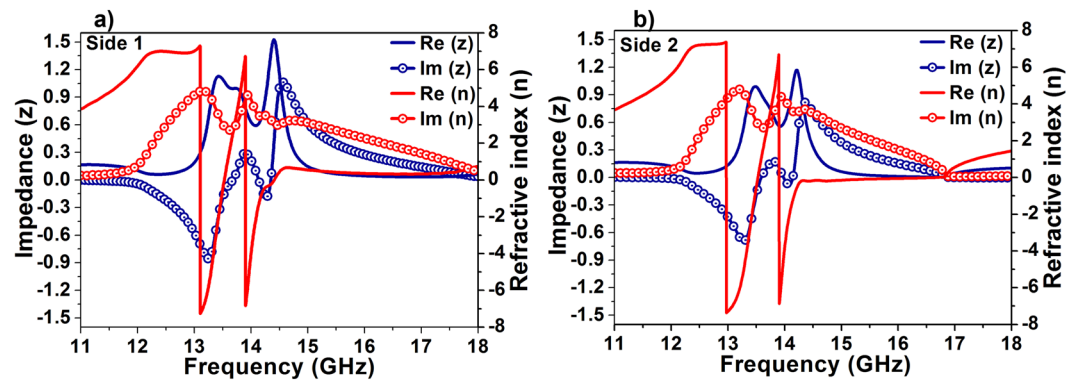 a)
Side 1
Re (z)
Im (z)
Re (n)
Im (n)
Impedance (z)
1.5
1.2
0.9
0.6
0.3
0.0
-0.3
-0.6
-0.9
-1.2
-1.5
Refractive index (n)
8
6
4
2
0
-2
-4
-6
-8
11 12 13 14 15 16 17 18
Frequency (GHz)
b)
Side 2
Re (z)
Im (z)
Re (n)
Im (n)
Impedance (z)
1.5
1.2
0.9
0.6
0.3
0.0
-0.3
-0.6
-0.9
-1.2
-1.5
Refractive index (n)
8
6
4
2
0
-2
-4
-6
-8
11 12 13 14 15 16 17 18
Frequency (GHz)